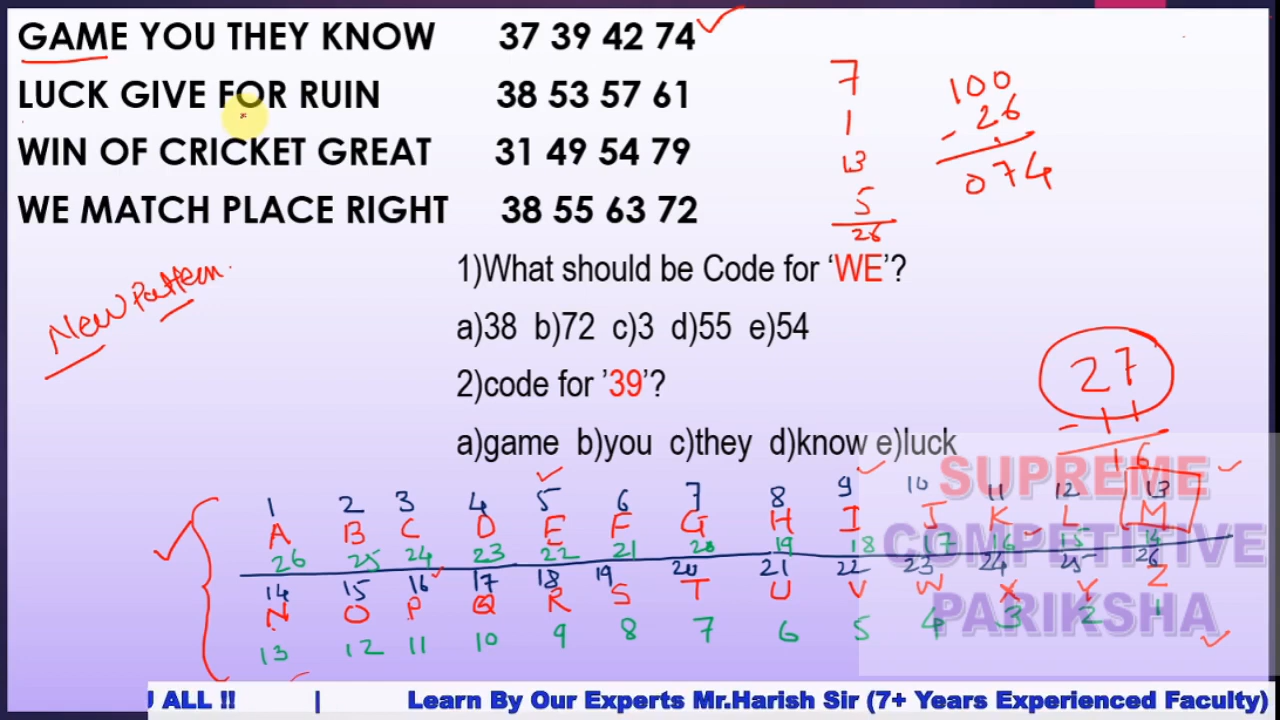 GAME YOU THEY KNOW 37 39 42 74
LUCK GIVE FOR RUIN 38 53 57 61
WIN OF CRICKET GREAT 31 49 54 79
WE MATCH PLACE RIGHT 38 55 63 72
7
1
13
5
26
100
- 26
074
New Pattern.
1)What should be Code for ‘WE’?
a)38 b)72 c)3 d)55 e)54
2)code for ’39’?
a)game b)you c)they d)know e)luck
27
- 11
16
SUPREME
COMPETITIVE
PARIKSHA
1 2 3 4 5 6 7 8 9 10 11 12 13
A B C D E F G H I J K L M
26 25 24 23 22 21 20 19 18 17 16 15 14
14 15 16 17 18 19 20 21 22 23 24 25 26
N O P Q R S T U V W X Y Z
13 12 11 10 9 8 7 6 5 4 3 2 1
U ALL !! | Learn By Our Experts Mr.Harish Sir (7+ Years Experienced Faculty)